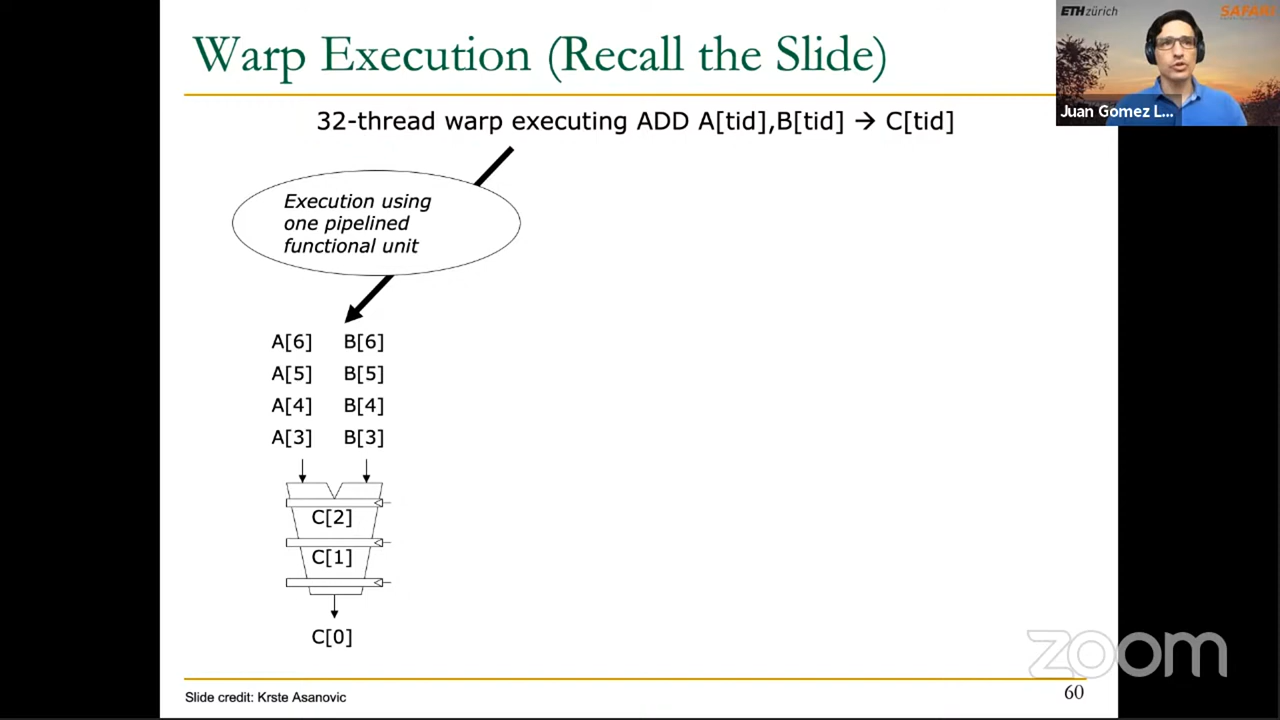 Warp Execution (Recall the Slide)
ETHzürich
SAFARI
Juan Gomez L...
32-thread warp executing ADD A[tid],B[tid] → C[tid]
Execution using
one pipelined
functional unit
A[6] B[6]
A[5] B[5]
A[4] B[4]
A[3] B[3]
C[2]
C[1]
C[0]
zoom
Slide credit: Krste Asanovic
60